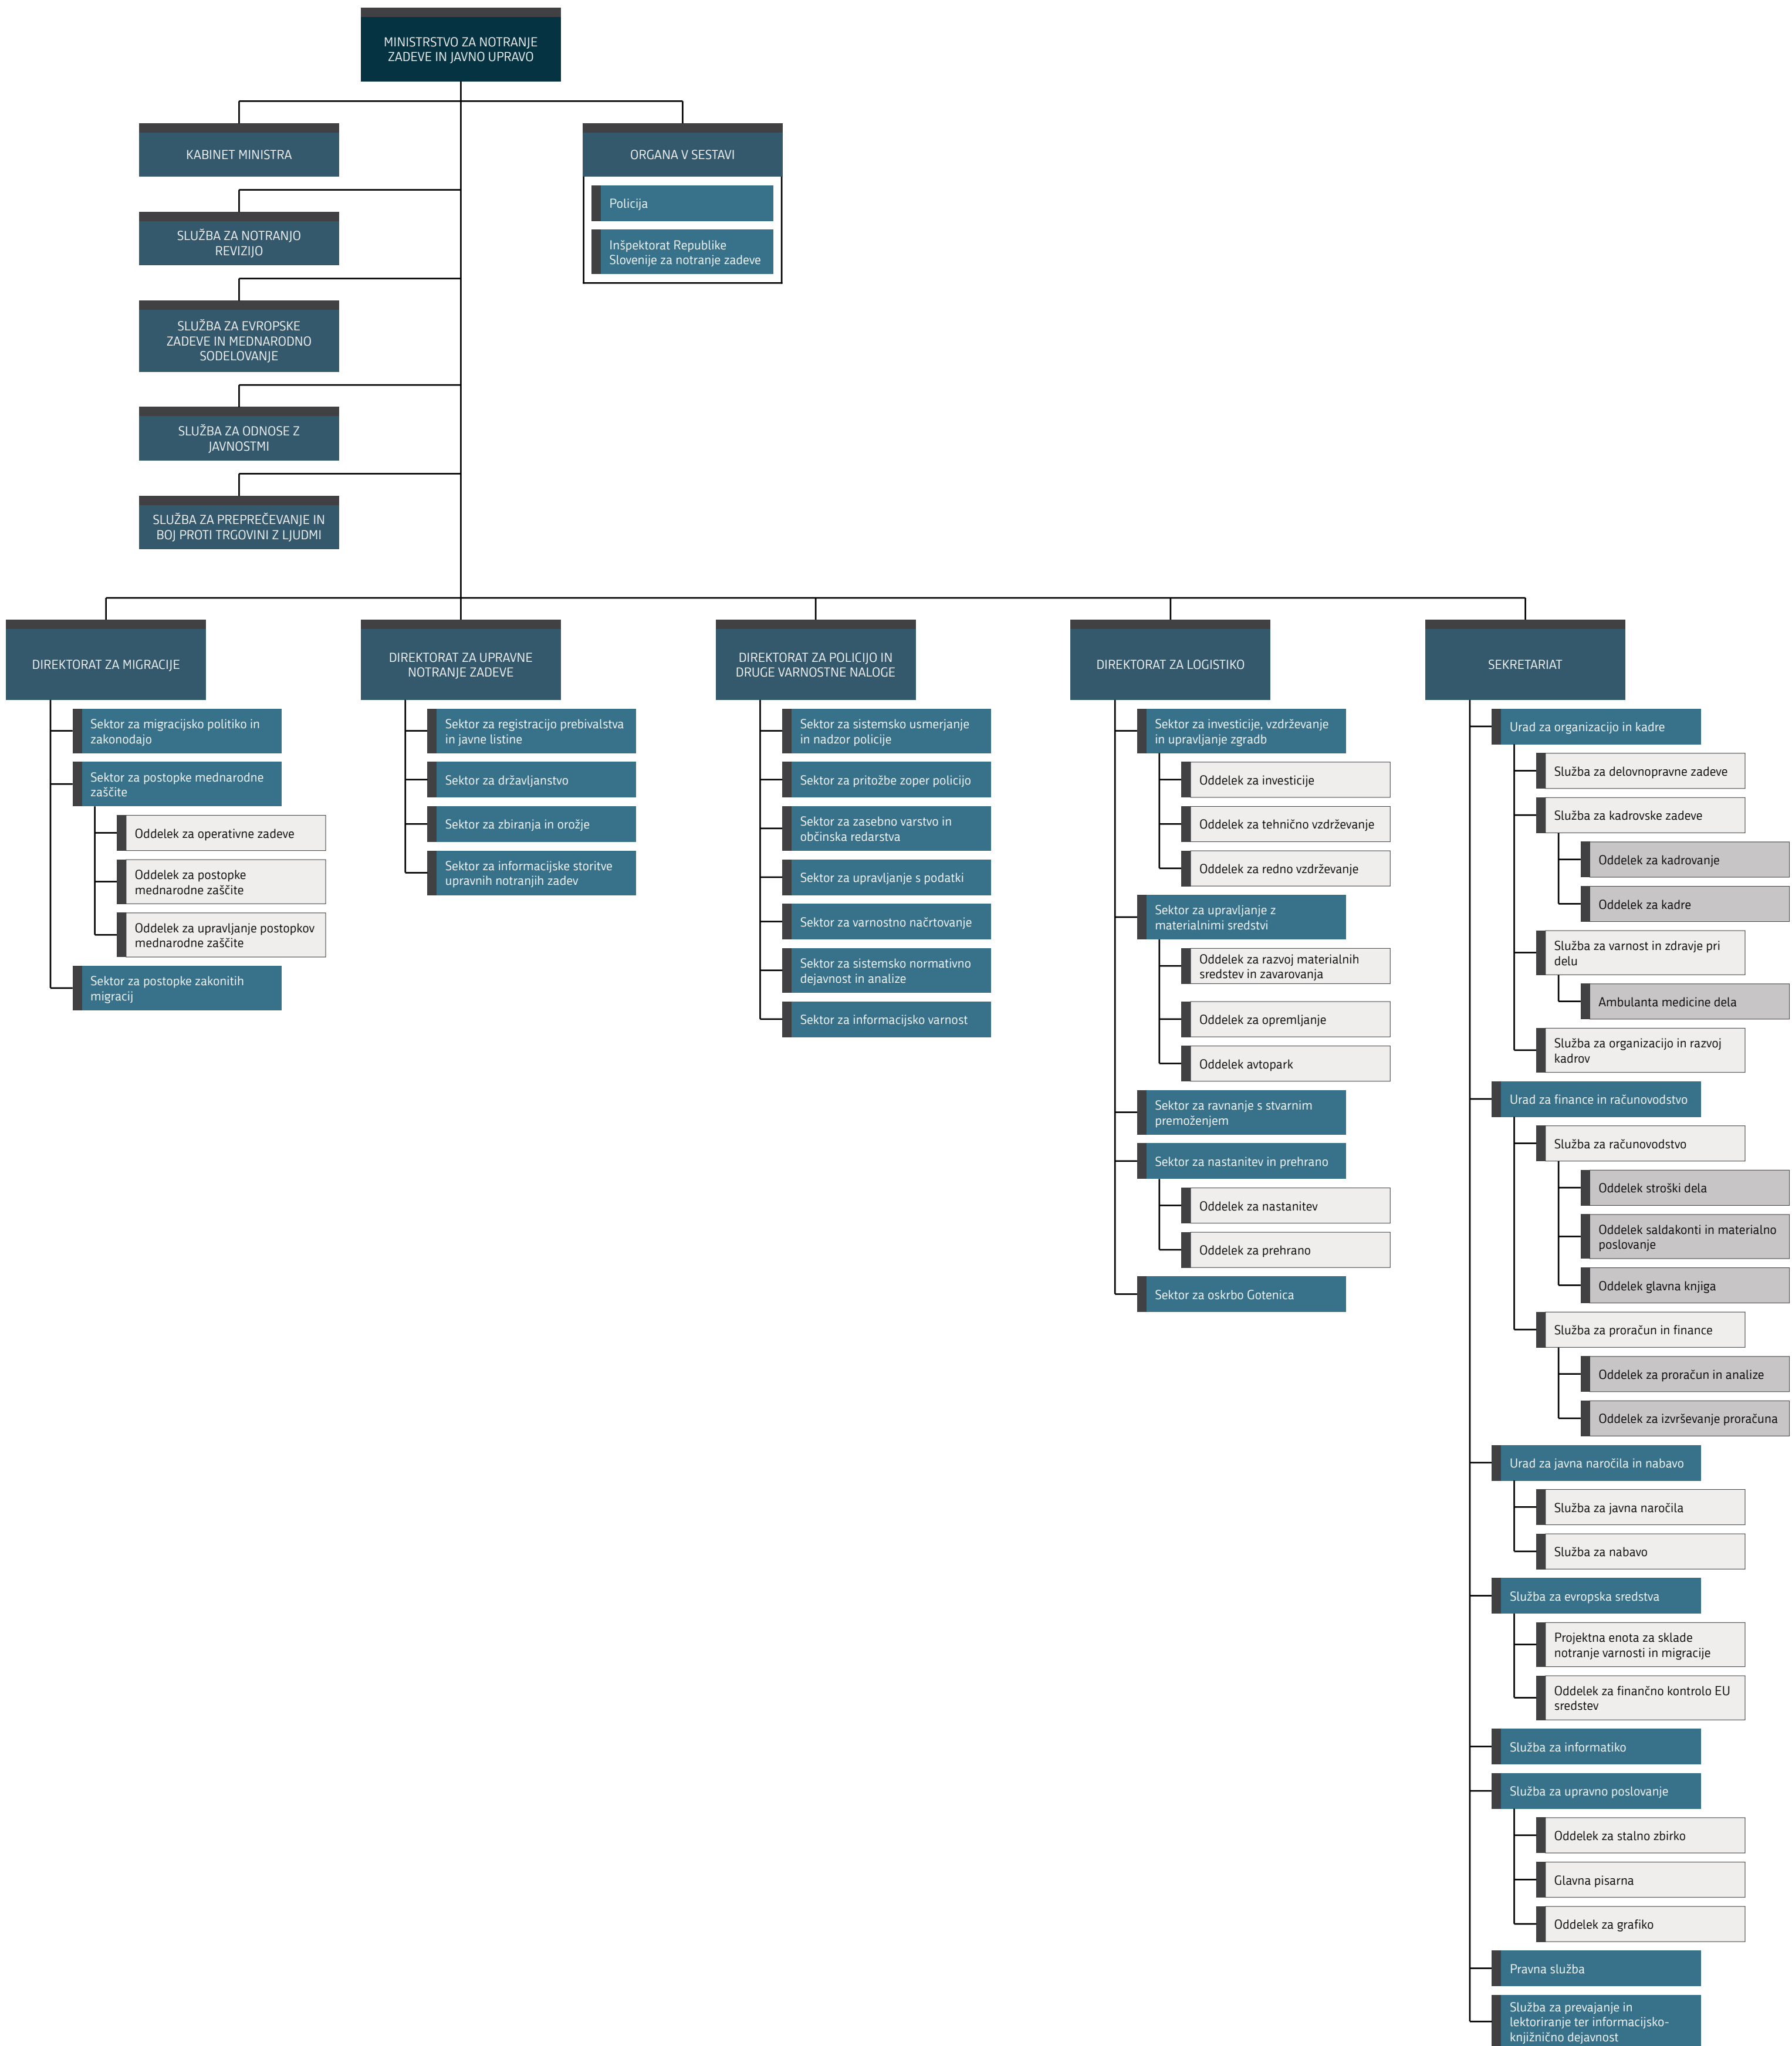 MINISTRSTVO ZA NOTRANJE
ZADEVE IN JAVNO UPRAVO
KABINET MINISTRA
ORGANA V SESTAVI
Policija
Inšpektorat Republike
Slovenije za notranje zadeve
SLUŽBA ZA NOTRANJO
REVIZIJO
SLUŽBA ZA EVROPSKE
ZADEVE IN MEDNARODNO
SODELOVANJE
SLUŽBA ZA ODNOSE Z
JAVNOSTMI
SLUŽBA ZA PREPREČEVANJE IN
BOJ PROTI TRGOVINI Z LJUDMI
DIREKTORAT ZA MIGRACIJE
Sektor za migracijsko politiko in
zakonodajo
Sektor za postopke mednarodne
zaščite
Oddelek za operativne zadeve
Oddelek za postopke
mednarodne zaščite
Oddelek za upravljanje postopkov
mednarodne zaščite
Sektor za postopke zakonitih
migracij
DIREKTORAT ZA UPRAVNE
NOTRANJE ZADEVE
Sektor za registracijo prebivalstva
in javne listine
Sektor za državljanstvo
Sektor za zbiranja in orožje
Sektor za informacijske storitve
upravnih notranjih zadev
DIREKTORAT ZA POLICIJO IN
DRUGE VARNOSTNE NALOGE
Sektor za sistemsko usmerjanje
in nadzor policije
Sektor za pritožbe zoper policijo
Sektor za zasebno varstvo in
občinska redarstva
Sektor za upravljanje s podatki
Sektor za varnostno načrtovanje
Sektor za sistemsko normativno
dejavnost in analize
Sektor za informacijsko varnost
DIREKTORAT ZA LOGISTIKO
Sektor za investicije, vzdrževanje
in upravljanje zgradb
Oddelek za investicije
Oddelek za tehnično vzdrževanje
Oddelek za redno vzdrževanje
Sektor za upravljanje z
materialnimi sredstvi
Oddelek za razvoj materialnih
sredstev in zavarovanja
Oddelek za opremljanje
Oddelek avtopark
Sektor za ravnanje s stvarnim
premoženjem
Sektor za nastanitev in prehrano
Oddelek za nastanitev
Oddelek za prehrano
Sektor za oskrbo Gotenica
SEKRETARIAT
Urad za organizacijo in kadre
Služba za delovnopravne zadeve
Služba za kadrovske zadeve
Oddelek za kadrovanje
Oddelek za kadre
Služba za varnost in zdravje pri
delu
Ambulanta medicine dela
Služba za organizacijo in razvoj
kadrov
Urad za finance in računovodstvo
Služba za računovodstvo
Oddelek stroški dela
Oddelek saldakonti in materialno
poslovanje
Oddelek glavna knjiga
Služba za proračun in finance
Oddelek za proračun in analize
Oddelek za izvrševanje proračuna
Urad za javna naročila in nabavo
Služba za javna naročila
Služba za nabavo
Služba za evropska sredstva
Projektna enota za sklade
notranje varnosti in migracije
Oddelek za finančno kontrolo EU
sredstev
Služba za informatiko
Služba za upravno poslovanje
Oddelek za stalno zbirko
Glavna pisarna
Oddelek za grafiko
Pravna služba
Služba za prevajanje in
lektoriranje ter informacijsko-
knjižnično dejavnost